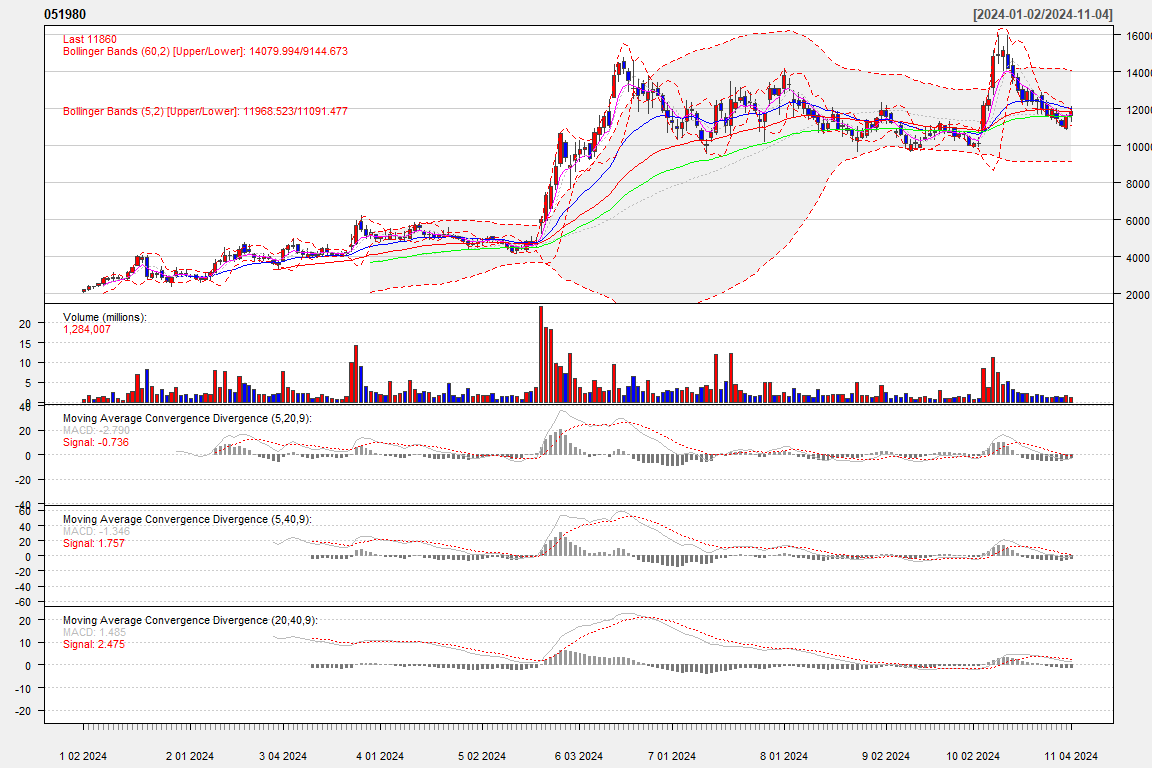 051980 [2024-01-02/2024-11-04]
Last 11860
Bollinger Bands (60,2) [Upper/Lower]: 14079.994/9144.673
Bollinger Bands (5,2) [Upper/Lower]: 11968.523/11091.477
16000
14000
12000
10000
8000
6000
4000
2000
Volume (millions):
1,284,007
20
15
10
5
0
Moving Average Convergence Divergence (5,20,9):
MACD: -2.790
Signal: -0.736
40
20
0
-20
-40
Moving Average Convergence Divergence (5,40,9):
MACD: -1.346
Signal: 1.757
60
40
20
0
-20
-40
-60
Moving Average Convergence Divergence (20,40,9):
MACD: 1.485
Signal: 2.475
20
10
0
-10
-20
1 02 2024 2 01 2024 3 04 2024 4 01 2024 5 02 2024 6 03 2024 7 01 2024 8 01 2024 9 02 2024 10 02 2024 11 04 2024